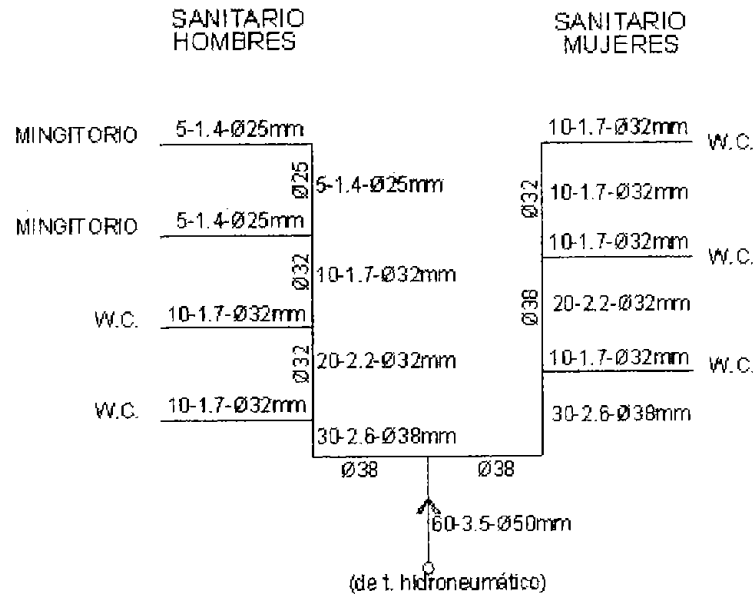 SANITARIO
HOMBRES
SANITARIO
MUJERES
MINGITORIO
5-1.4-Ø25mm
10-1.7-Ø32mm
W.C.
Ø25
5-1.4-Ø25mm
Ø32
10-1.7-Ø32mm
MINGITORIO
5-1.4-Ø25mm
10-1.7-Ø32mm
W.C.
Ø32
10-1.7-Ø32mm
Ø38
20-2.2-Ø32mm
W.C.
10-1.7-Ø32mm
Ø32
20-2.2-Ø32mm
10-1.7-Ø32mm
W.C.
W.C.
10-1.7-Ø32mm
30-2.6-Ø38mm
30-2.6-Ø38mm
Ø38
Ø38
60-3.5-Ø50mm
(de t. hidroneumático)